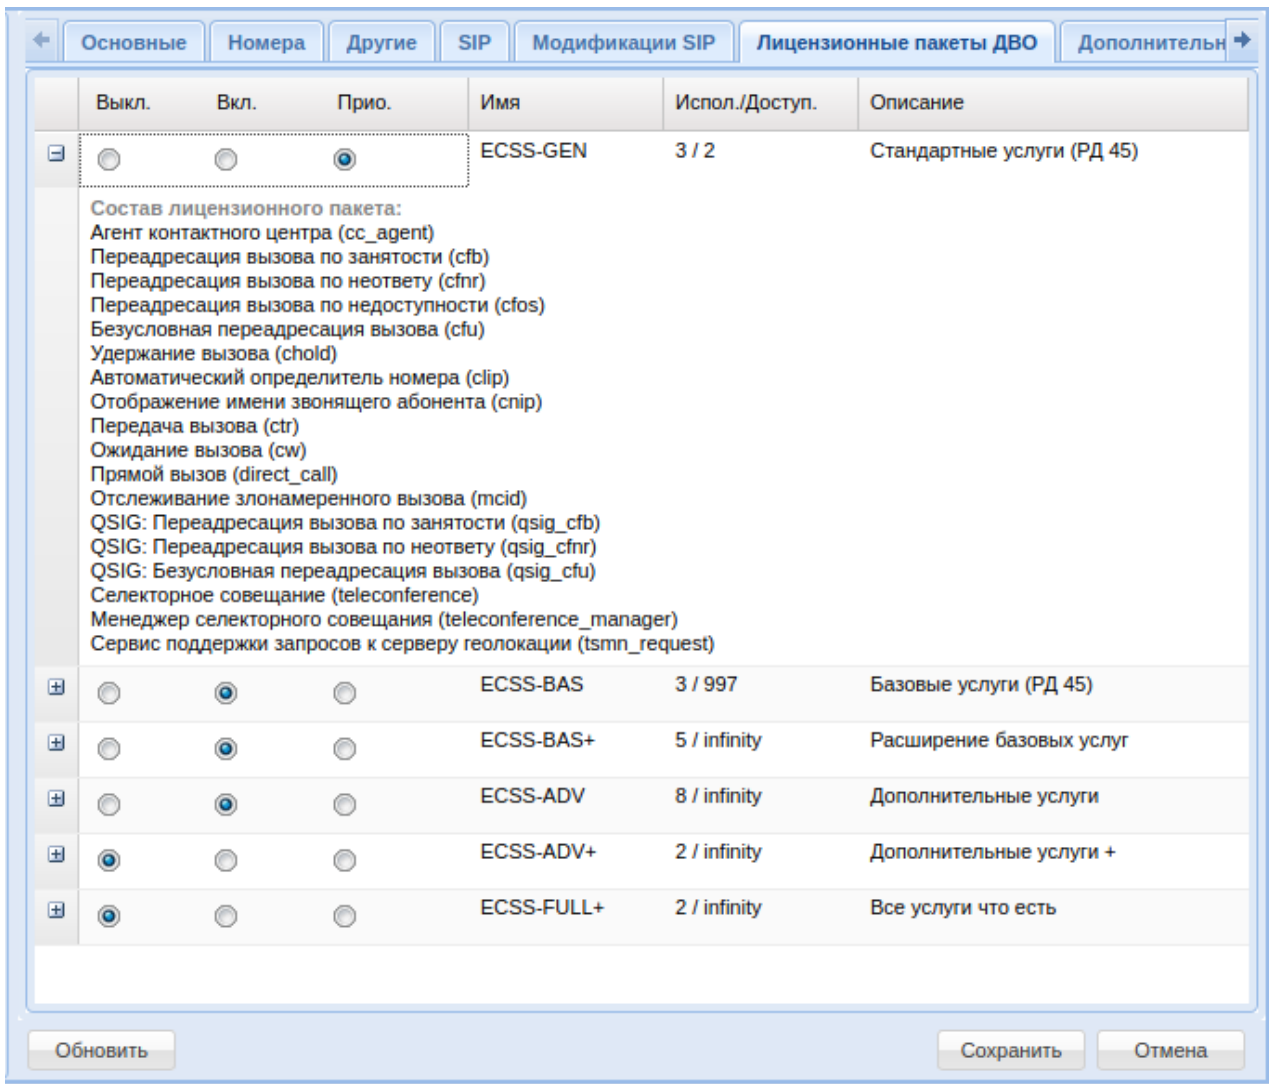 Основные Номера Другие SIP Модификации SIP Лицензионные пакеты ДВО Дополнительн
Выкл. Вкл. Прио. Имя Испол./Доступ. Описание
ECSS-GEN 3 / 2 Стандартные услуги (РД 45)
Состав лицензионного пакета:
Агент контактного центра (cc_agent)
Переадресация вызова по занятости (cfb)
Переадресация вызова по неответу (cfnr)
Переадресация вызова по недоступности (cfos)
Безусловная переадресация вызова (cfu)
Удержание вызова (chold)
Автоматический определитель номера (clip)
Отображение имени звонящего абонента (cnip)
Передача вызова (ctr)
Ожидание вызова (cw)
Прямой вызов (direct_call)
Отслеживание злонамеренного вызова (mcid)
QSIG: Переадресация вызова по занятости (qsig_cfb)
QSIG: Переадресация вызова по неответу (qsig_cfnr)
QSIG: Безусловная переадресация вызова (qsig_cfu)
Селекторное совещание (teleconference)
Менеджер селекторного совещания (teleconference_manager)
Сервис поддержки запросов к серверу геолокации (tsmn_request)
ECSS-BAS 3 / 997 Базовые услуги (РД 45)
ECSS-BAS+ 5 / infinity Расширение базовых услуг
ECSS-ADV 8 / infinity Дополнительные услуги
ECSS-ADV+ 2 / infinity Дополнительные услуги +
ECSS-FULL+ 2 / infinity Все услуги что есть
Обновить Сохранить Отмена